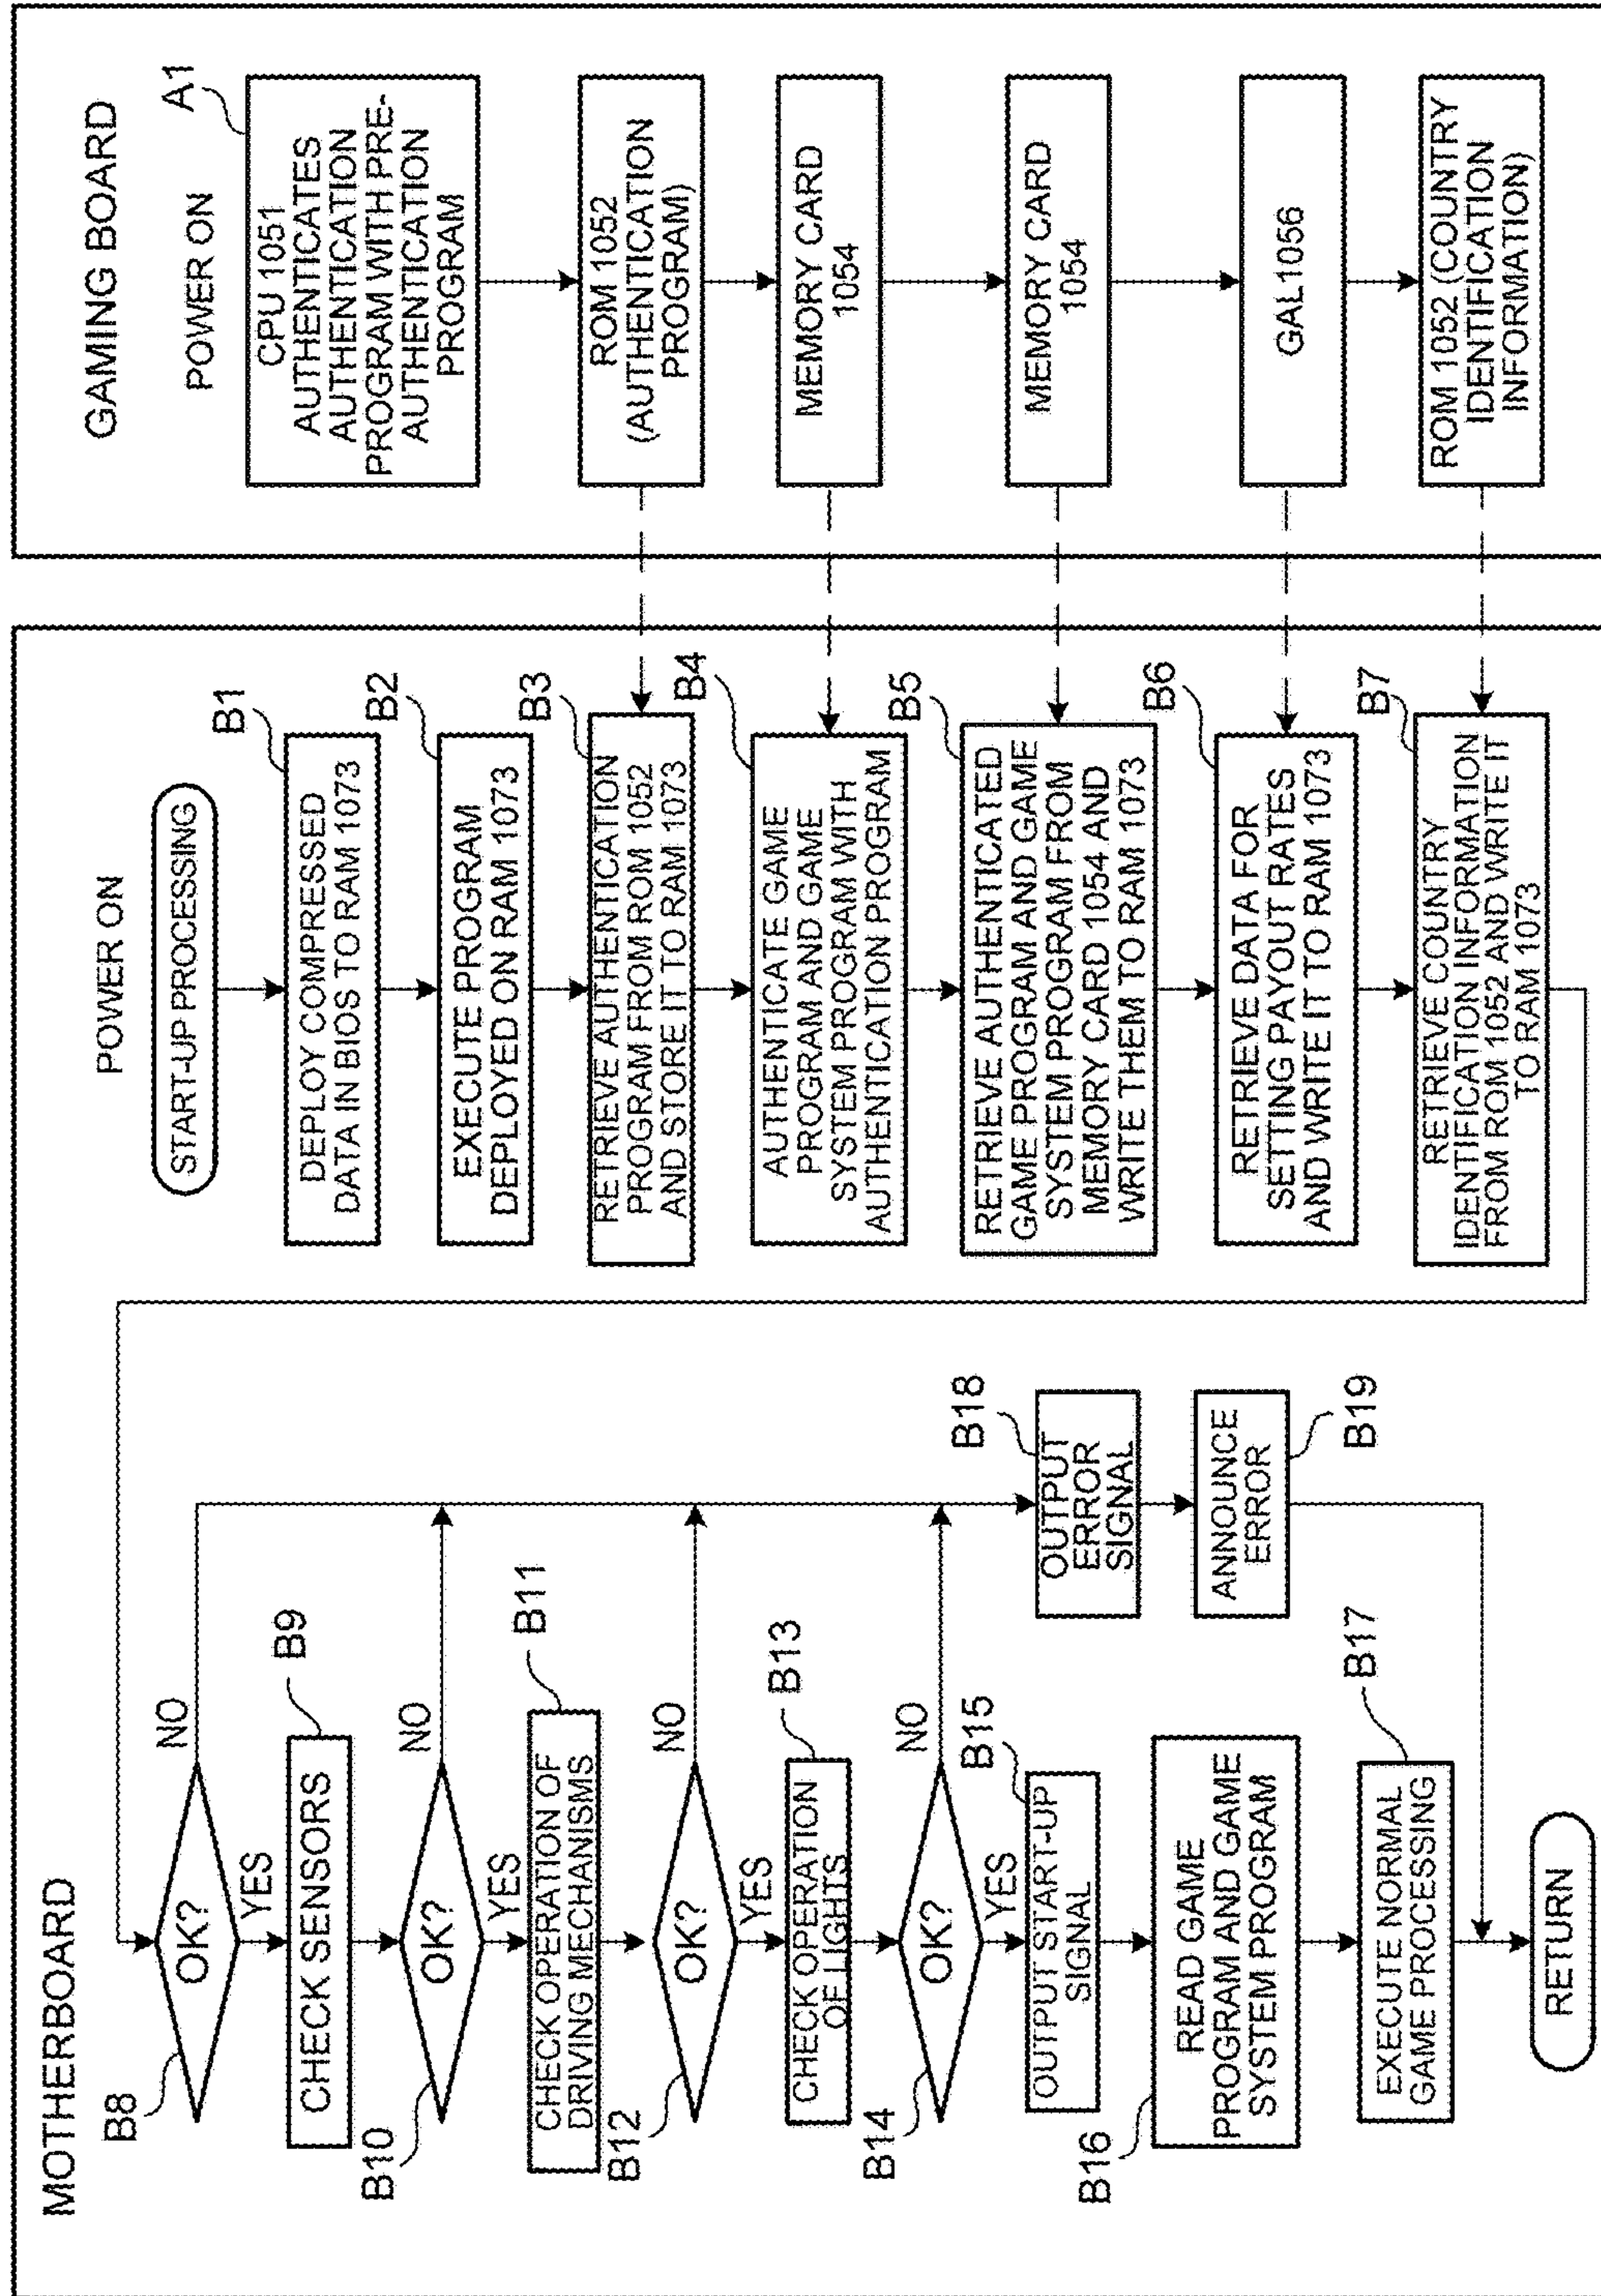 MOTHERBOARD
B8
OK?
NO
YES
CHECK SENSORS
B9
B10
OK?
NO
YES
CHECK OPERATION OF
DRIVING MECHANISMS
B11
B12
OK?
NO
YES
CHECK OPERATION
OF LIGHTS
B13
B14
OK?
NO
YES
OUTPUT START-UP
SIGNAL
B15
B16
READ GAME
PROGRAM AND GAME
SYSTEM PROGRAM
EXECUTE NORMAL
GAME PROCESSING
B17
RETURN
B18
OUTPUT
ERROR
SIGNAL
ANNOUNCE
ERROR
B19
POWER ON
START-UP PROCESSING
B1
DEPLOY COMPRESSED
DATA IN BIOS TO RAM 1073
B2
EXECUTE PROGRAM
DEPLOYED ON RAM 1073
B3
RETRIEVE AUTHENTICATION
PROGRAM FROM ROM 1052
AND STORE IT TO RAM 1073
B4
AUTHENTICATE GAME
PROGRAM AND GAME
SYSTEM PROGRAM WITH
AUTHENTICATION PROGRAM
B5
RETRIEVE AUTHENTICATED
GAME PROGRAM AND GAME
SYSTEM PROGRAM FROM
MEMORY CARD 1054 AND
WRITE THEM TO RAM 1073
B6
RETRIEVE DATA FOR
SETTING PAYOUT RATES
AND WRITE IT TO RAM 1073
B7
RETRIEVE COUNTRY
IDENTIFICATION INFORMATION
FROM ROM 1052 AND WRITE IT
TO RAM 1073
GAMING BOARD
POWER ON
A1
CPU 1051
AUTHENTICATES
AUTHENTICATION
PROGRAM WITH PRE-
AUTHENTICATION
PROGRAM
ROM 1052
(AUTHENTICATION
PROGRAM)
MEMORY CARD
1054
MEMORY CARD
1054
GAL1056
ROM 1052 (COUNTRY
IDENTIFICATION
INFORMATION)